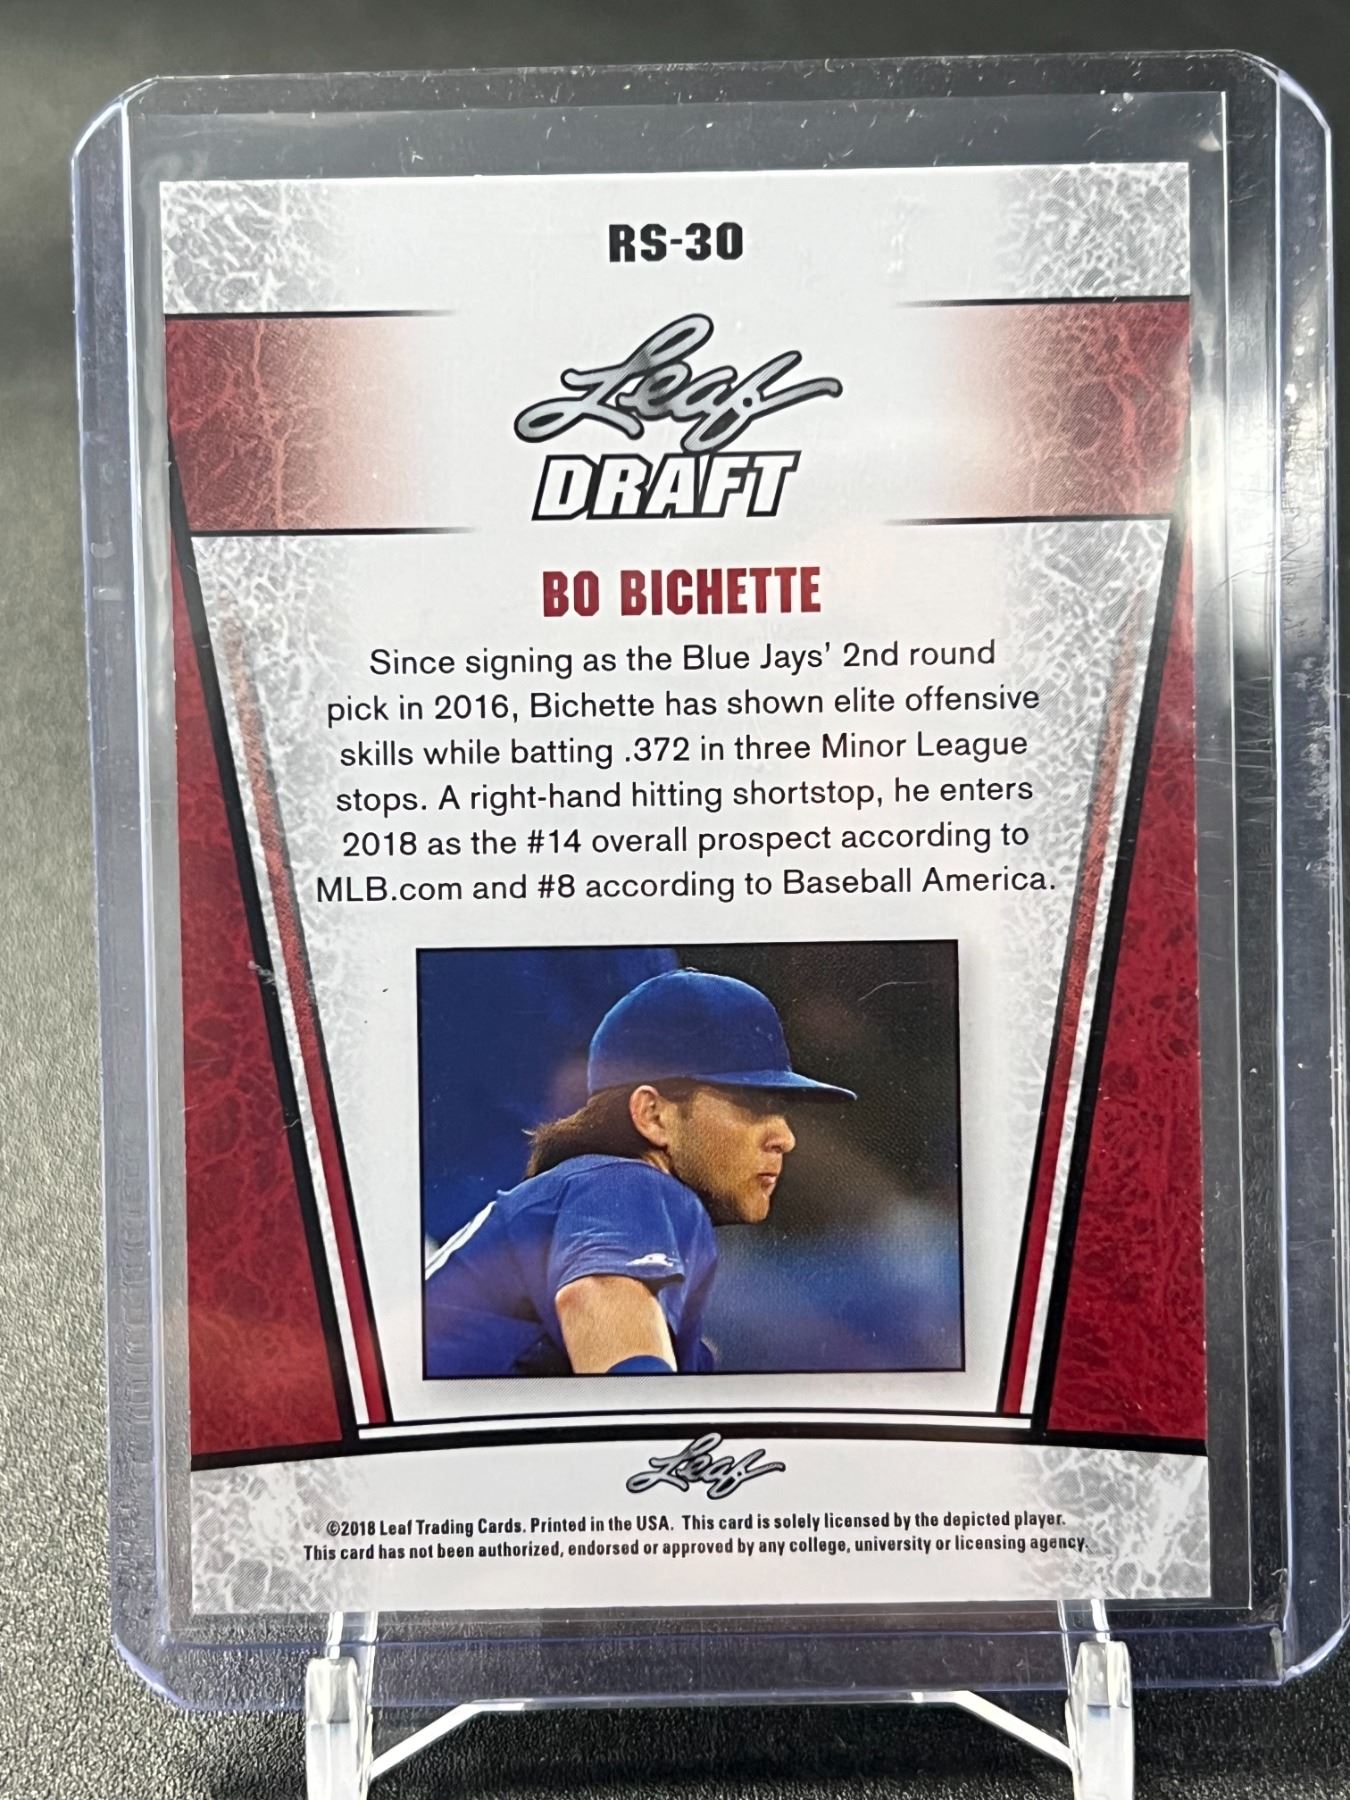 RS-30
Leaf
DRAFT
BO BICHETTE
Since signing as the Blue Jays' 2nd round
pick in 2016, Bichette has shown elite offensive
skills while batting .372 in three Minor League
stops. A right-hand hitting shortstop, he enters
2018 as the #14 overall prospect according to
MLB.com and #8 according to Baseball America.
Leaf
©2018 Leaf Trading Cards. Printed in the USA. This card is solely licensed by the depicted player.
This card has not been authorized, endorsed or approved by any college, university or licensing agency.